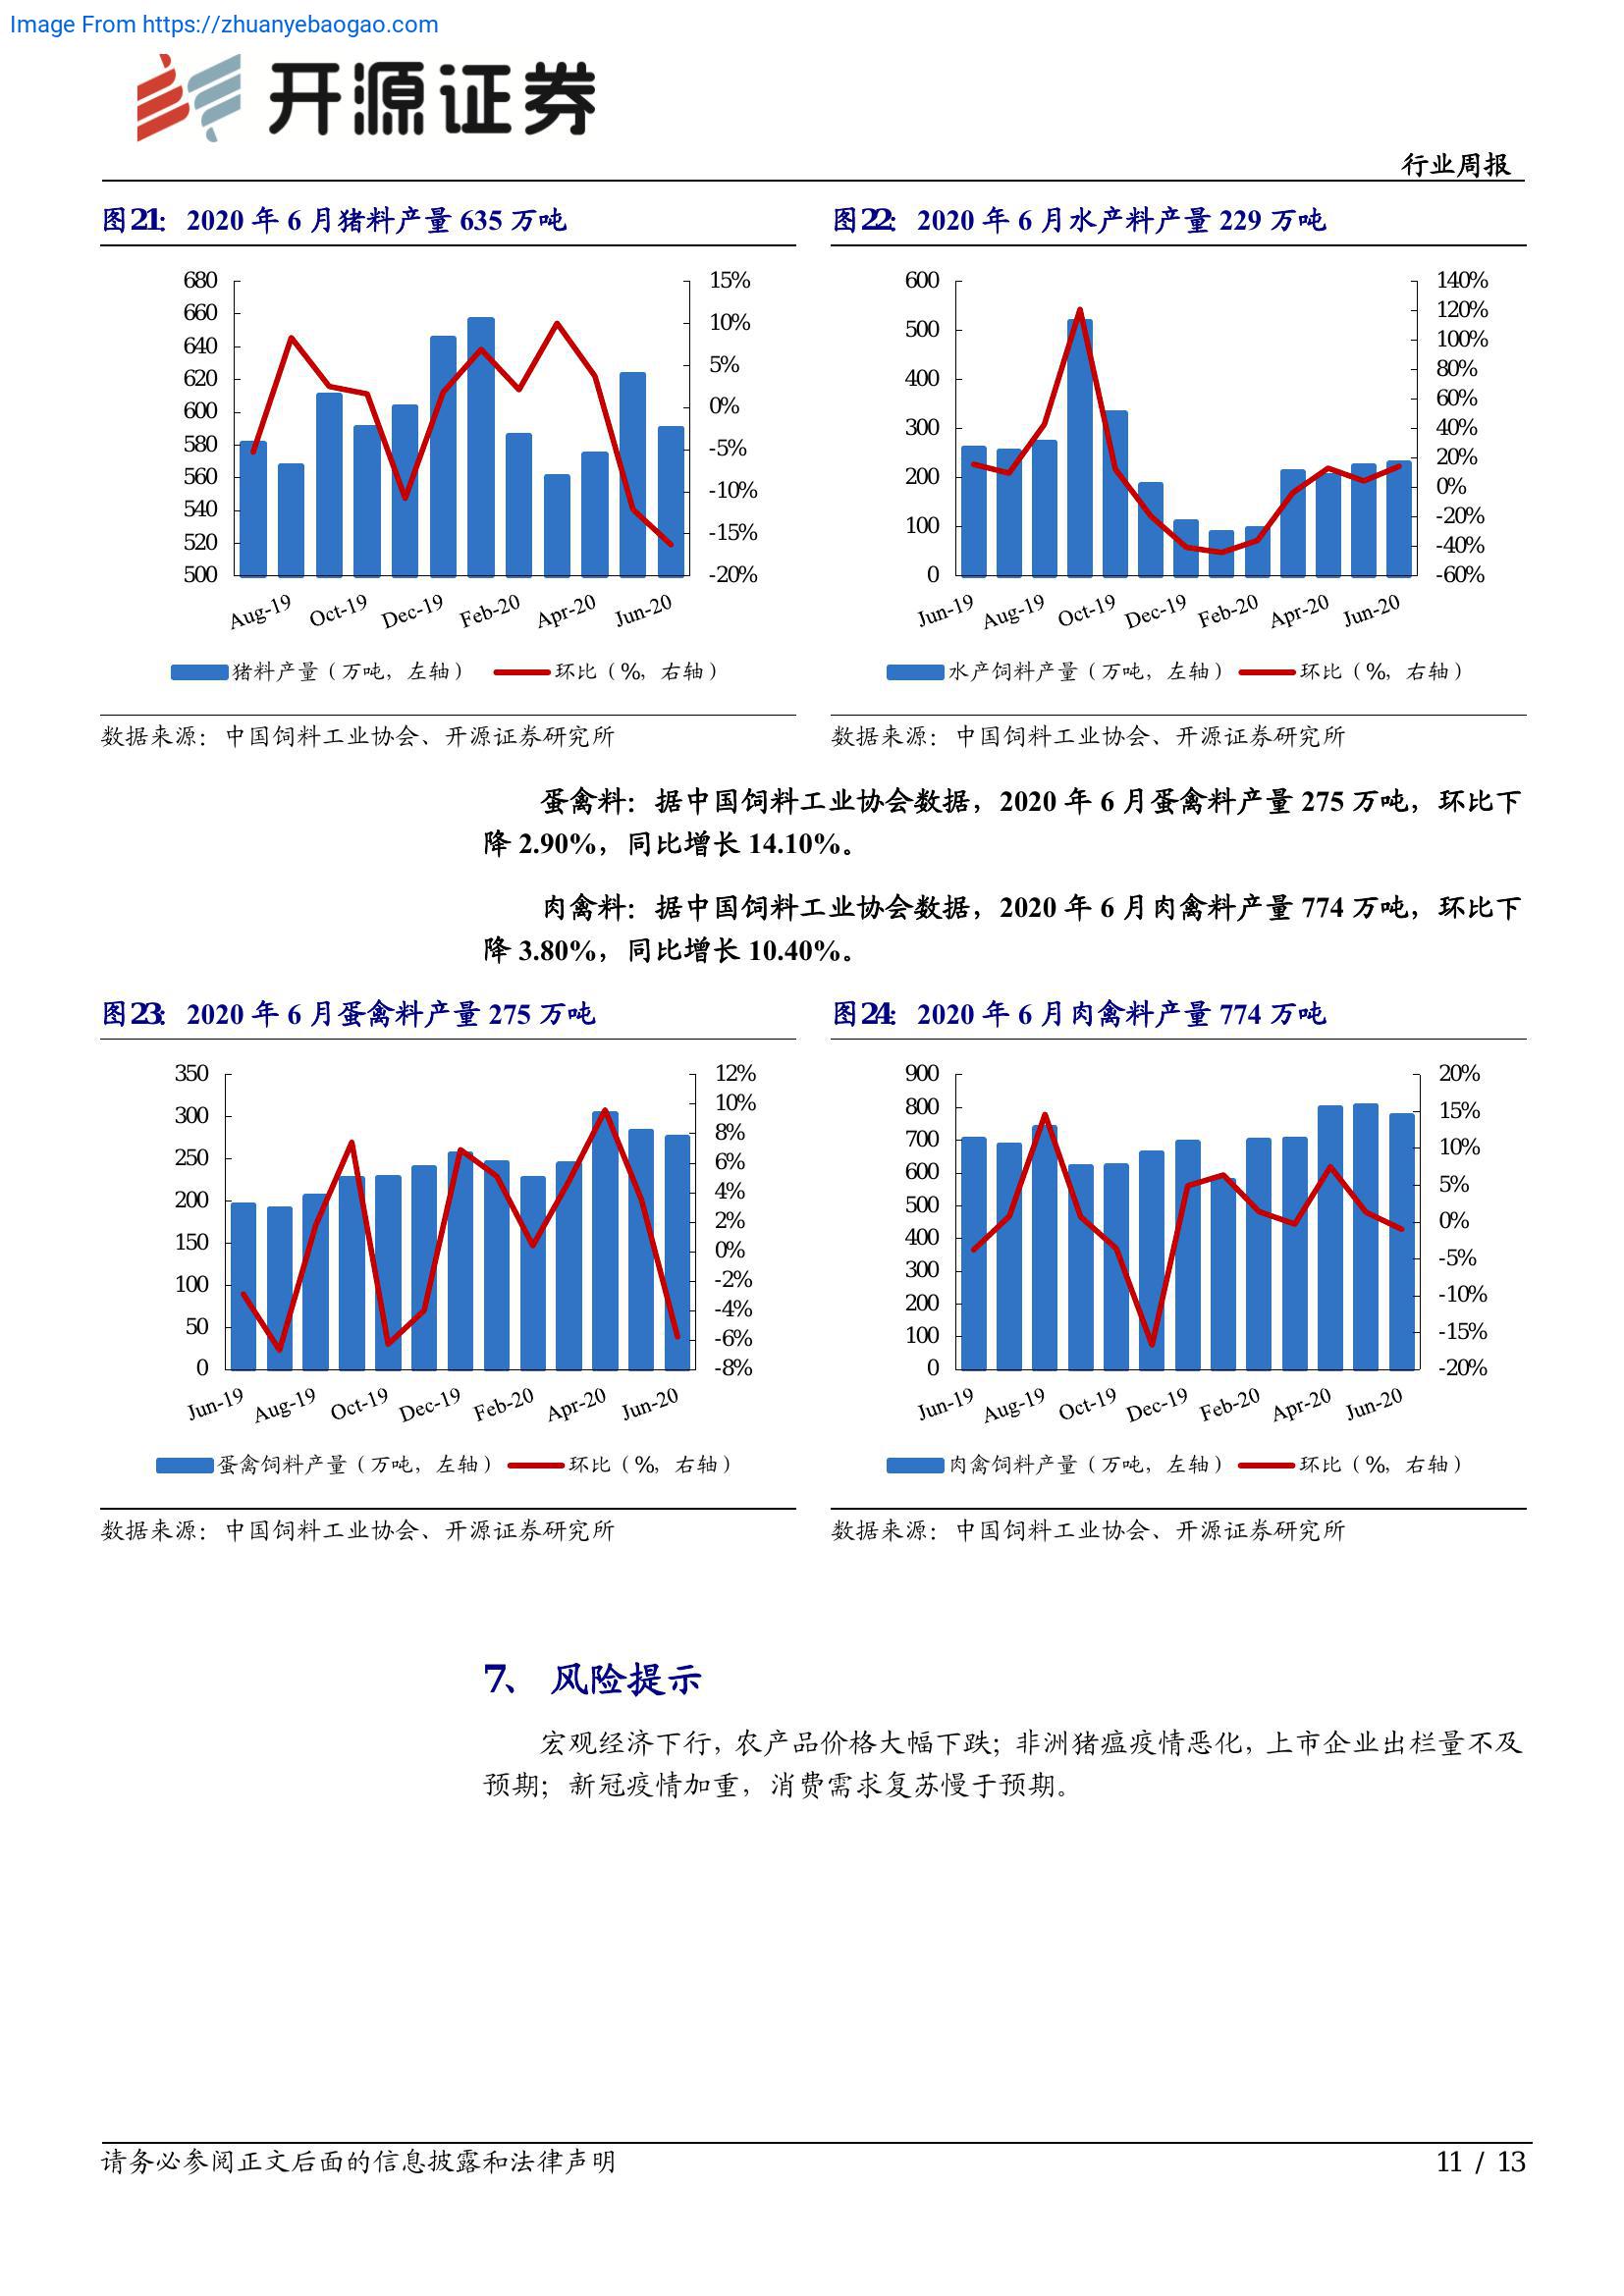 Image From https://zhuanyebaogao.com
开源证券
行业周报
图21： 2020 年 6 月猪料产量 635 万吨
680
660
640
620
600
580
560
540
520
500
15%
10%
5%
0%
-5%
-10%
-15%
-20%
Aug-19 Oct-19 Dec-19 Feb-20 Apr-20 Jun-20
猪料产量（万吨，左轴） 环比（%，右轴）
数据来源：中国饲料工业协会、开源证券研究所
图22： 2020 年 6 月水产料产量 229 万吨
600
500
400
300
200
100
0
140%
120%
100%
80%
60%
40%
20%
0%
-20%
-40%
-60%
Jun-19 Aug-19 Oct-19 Dec-19 Feb-20 Apr-20 Jun-20
水产饲料产量（万吨，左轴） 环比（%，右轴）
数据来源：中国饲料工业协会、开源证券研究所
蛋禽料：据中国饲料工业协会数据，2020 年 6 月蛋禽料产量 275 万吨，环比下
降 2.90%，同比增长 14.10%。
肉禽料：据中国饲料工业协会数据，2020 年 6 月肉禽料产量 774 万吨，环比下
降 3.80%，同比增长 10.40%。
图23： 2020 年 6 月蛋禽料产量 275 万吨
350
300
250
200
150
100
50
0
12%
10%
8%
6%
4%
2%
0%
-2%
-4%
-6%
-8%
Jun-19 Aug-19 Oct-19 Dec-19 Feb-20 Apr-20 Jun-20
蛋禽饲料产量（万吨，左轴） 环比（%，右轴）
数据来源：中国饲料工业协会、开源证券研究所
图24： 2020 年 6 月肉禽料产量 774 万吨
900
800
700
600
500
400
300
200
100
0
20%
15%
10%
5%
0%
-5%
-10%
-15%
-20%
Jun-19 Aug-19 Oct-19 Dec-19 Feb-20 Apr-20 Jun-20
肉禽饲料产量（万吨，左轴） 环比（%，右轴）
数据来源：中国饲料工业协会、开源证券研究所
7、 风险提示
宏观经济下行，农产品价格大幅下跌；非洲猪瘟疫情恶化，上市企业出栏量不及
预期；新冠疫情加重，消费需求复苏慢于预期。
请务必参阅正文后面的信息披露和法律声明
11 / 13